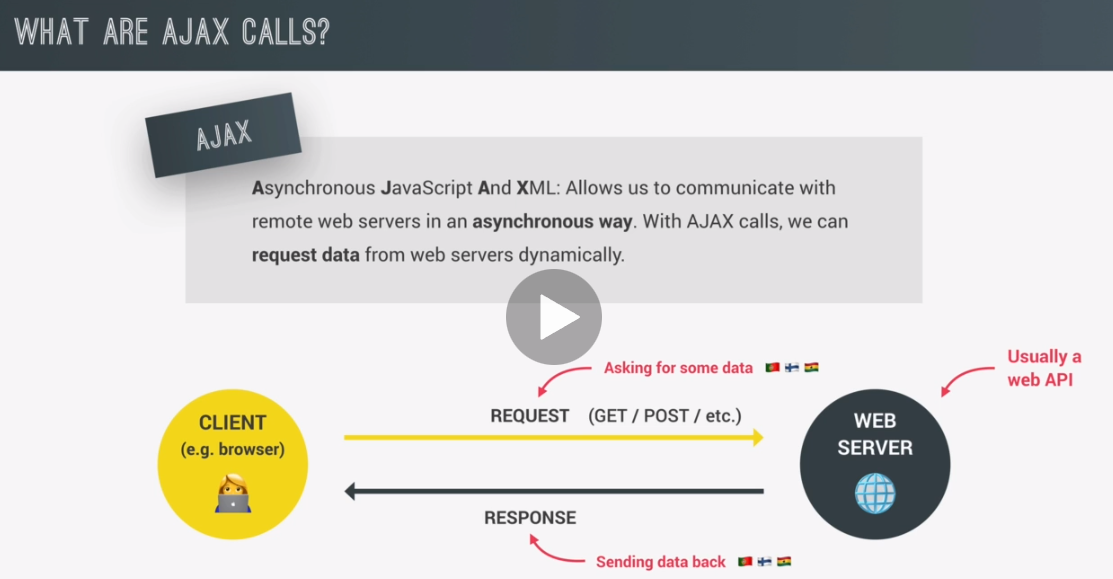 WHAT ARE AJAX CALLS?
AJAX
Asynchronous JavaScript And XML: Allows us to communicate with
remote web servers in an asynchronous way. With AJAX calls, we can
request data from web servers dynamically.
Usually a
web API
Asking for some data
REQUEST (GET / POST / etc.)
CLIENT
(e.g. browser)
WEB
SERVER
RESPONSE
Sending data back